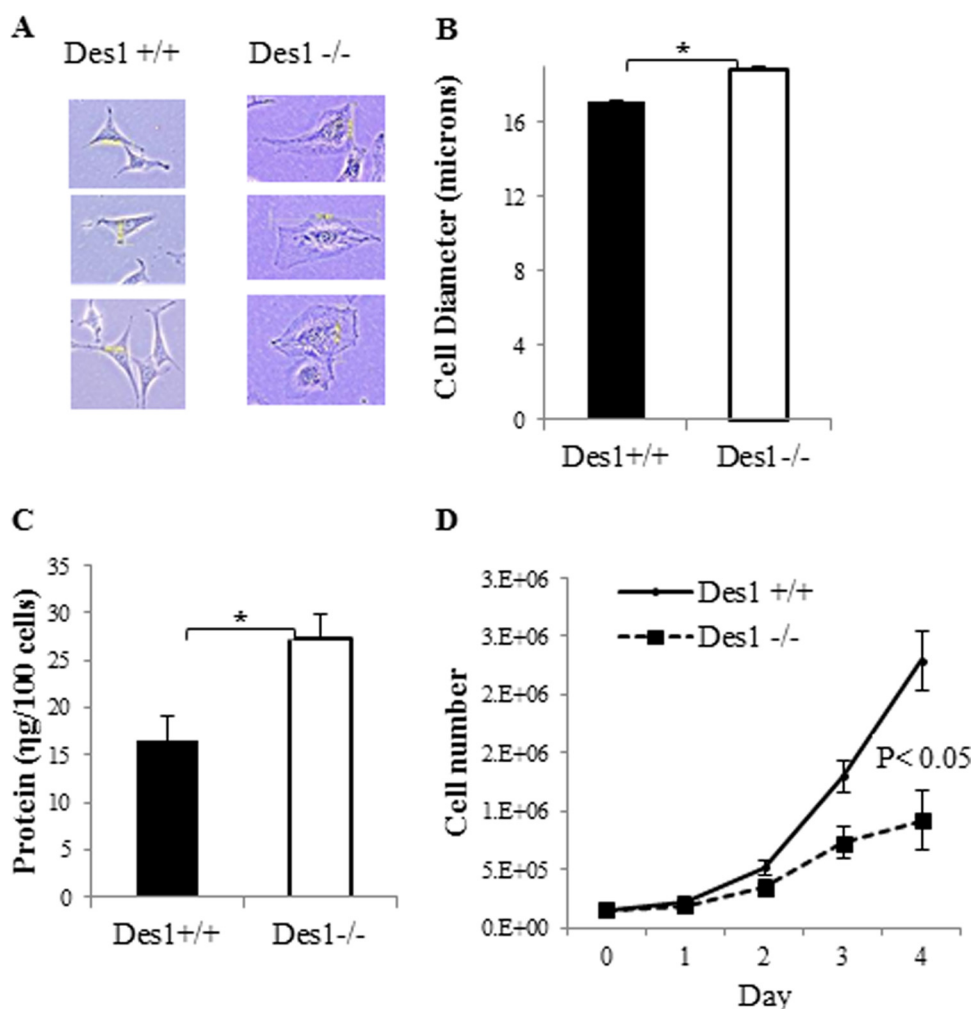 A
Des1 +/+
Des1 -/-
B
*
Cell Diameter (microns)
16
12
8
4
0
Des1+/+
Des1-/-
C
Protein (ηg/100 cells)
35
30
25
20
15
10
5
0
*
Des1+/+
Des1-/-
D
Cell number
3.E+06
3.E+06
2.E+06
2.E+06
1.E+06
5.E+05
0.E+00
Des1 +/+
Des1 -/-
P< 0.05
0 1 2 3 4
Day